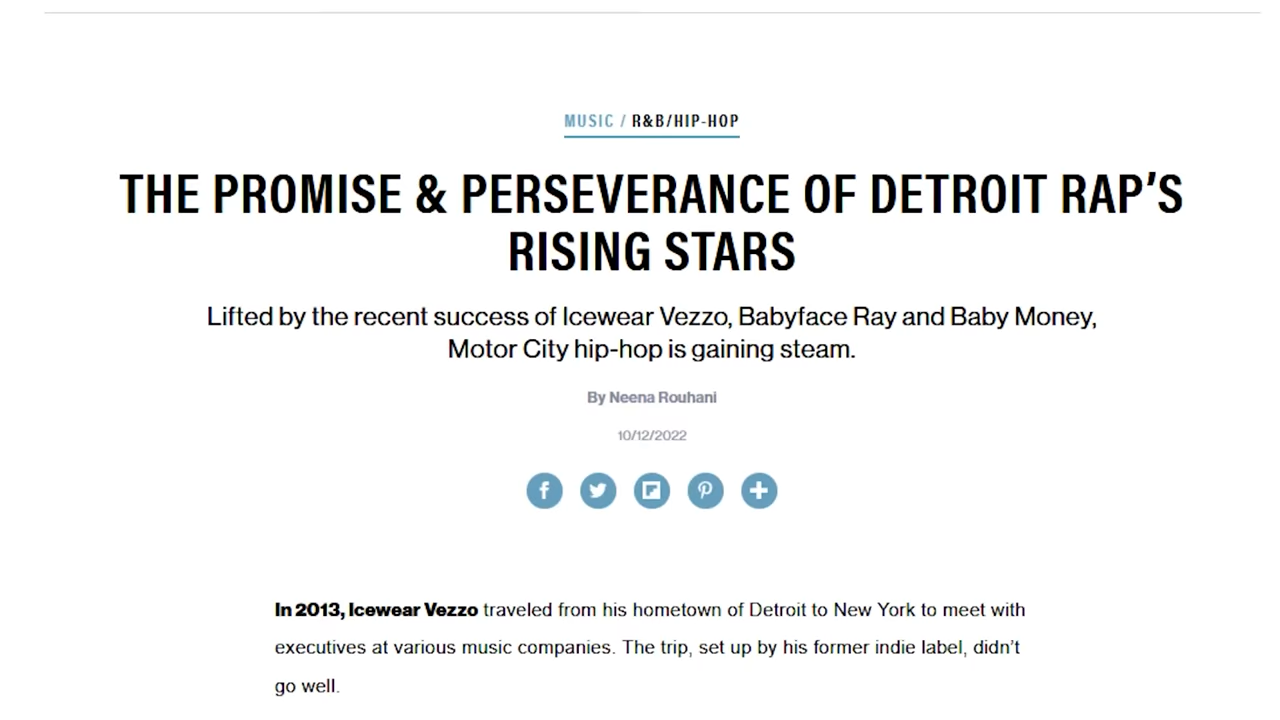 MUSIC / R&B/HIP-HOP
THE PROMISE & PERSEVERANCE OF DETROIT RAP’S
RISING STARS
Lifted by the recent success of Icewear Vezzo, Babyface Ray and Baby Money,
Motor City hip-hop is gaining steam.
By Neena Rouhani
10/12/2022
In 2013, Icewear Vezzo traveled from his hometown of Detroit to New York to meet with
executives at various music companies. The trip, set up by his former indie label, didn’t
go well.